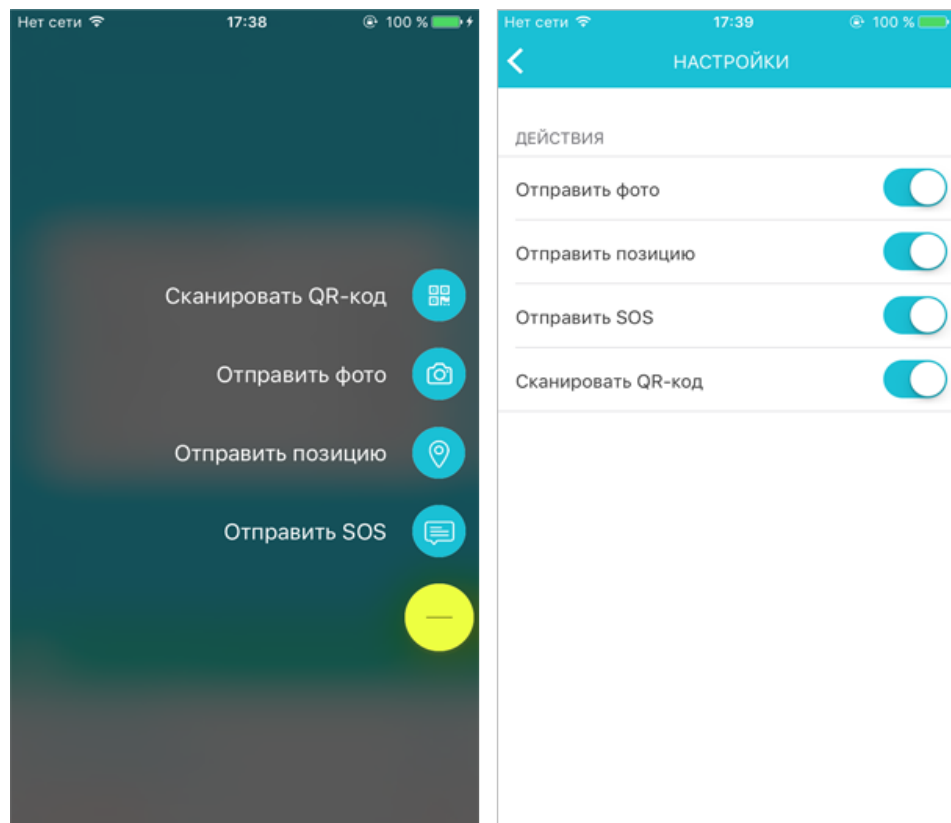 Нет сети 17:38 100 %
Сканировать QR-код
Отправить фото
Отправить позицию
Отправить SOS
Нет сети 17:39 100 %
НАСТРОЙКИ
ДЕЙСТВИЯ
Отправить фото
Отправить позицию
Отправить SOS
Сканировать QR-код